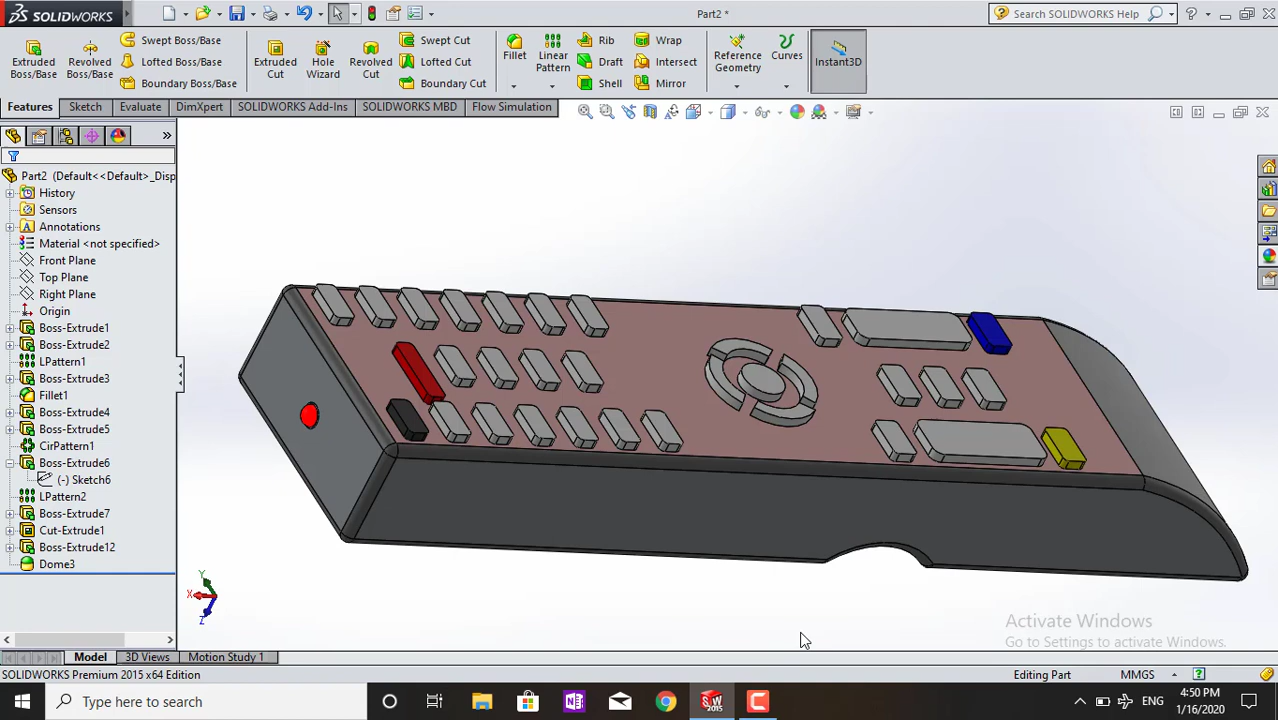 SOLIDWORKS
Part2 *
Search SOLIDWORKS Help
Extruded Boss/Base
Revolved Boss/Base
Swept Boss/Base
Lofted Boss/Base
Boundary Boss/Base
Extruded Cut
Hole Wizard
Revolved Cut
Swept Cut
Lofted Cut
Boundary Cut
Fillet
Linear Pattern
Rib
Draft
Shell
Wrap
Intersect
Mirror
Reference Geometry
Curves
Instant3D
Features
Sketch
Evaluate
DimXpert
SOLIDWORKS Add-Ins
SOLIDWORKS MBD
Flow Simulation
Part2 (Default<<Default>_Disp
History
Sensors
Annotations
Material <not specified>
Front Plane
Top Plane
Right Plane
Origin
Boss-Extrude1
Boss-Extrude2
LPattern1
Boss-Extrude3
Fillet1
Boss-Extrude4
Boss-Extrude5
CirPattern1
Boss-Extrude6
(-) Sketch6
LPattern2
Boss-Extrude7
Cut-Extrude1
Boss-Extrude12
Dome3
Y
X
Z
Activate Windows
Go to Settings to activate Windows.
Model
3D Views
Motion Study 1
SOLIDWORKS Premium 2015 x64 Edition
Editing Part
MMGS
Type here to search
ENG
4:50 PM
1/16/2020